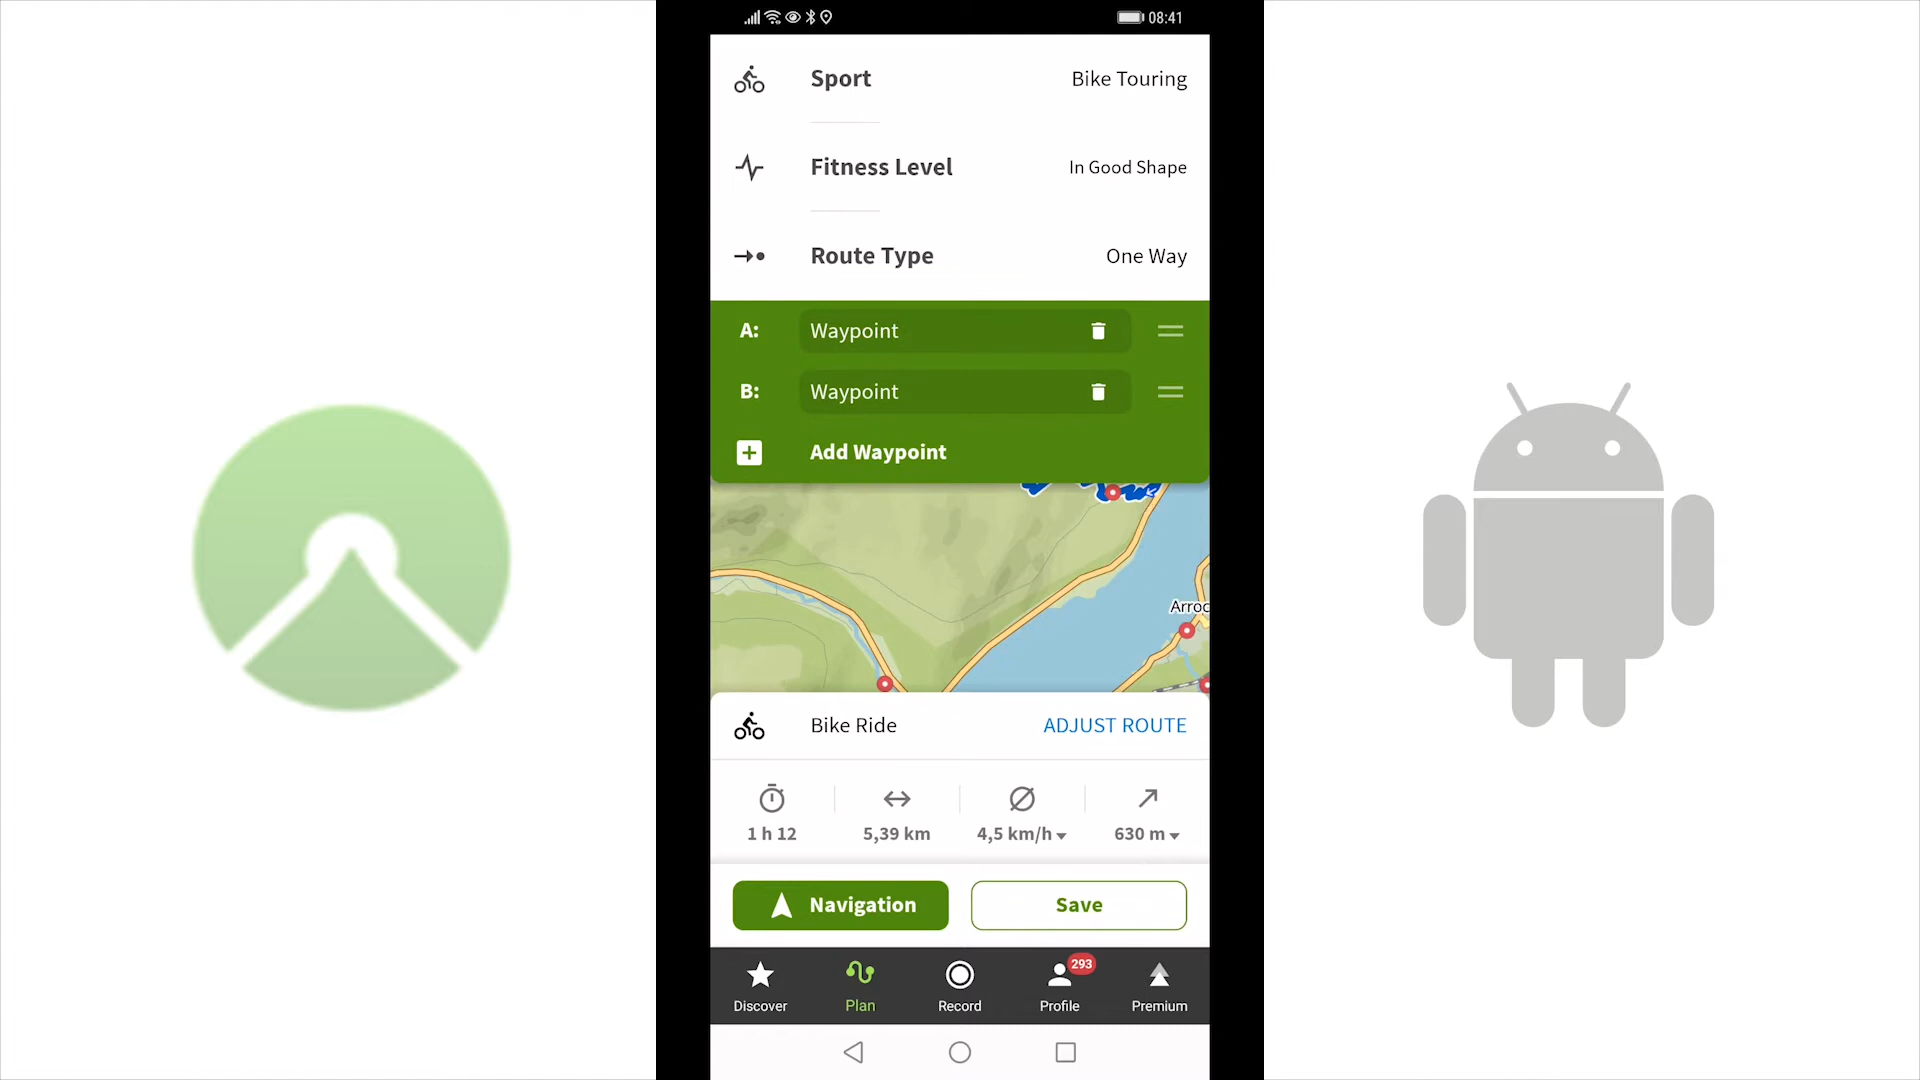 08:41
Sport Bike Touring
Fitness Level In Good Shape
Route Type One Way
A: Waypoint
B: Waypoint
Add Waypoint
Arroc
Bike Ride ADJUST ROUTE
1 h 12 5,39 km 4,5 km/h 630 m
Navigation Save
293
Discover Plan Record Profile Premium